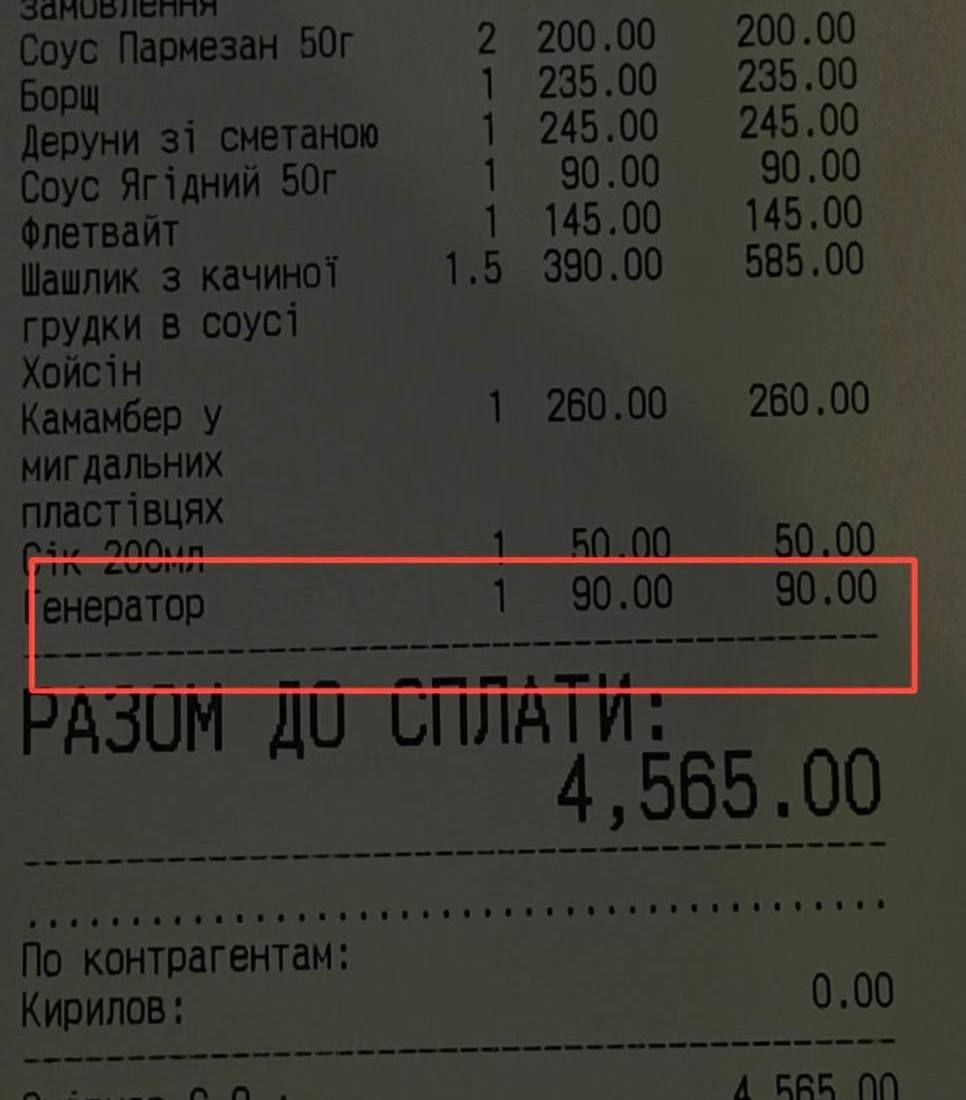 замовлення
Соус Пармезан 50г 2 200.00 200.00
Борщ 1 235.00 235.00
Деруни зі сметаною 1 245.00 245.00
Соус Ягідний 50г 1 90.00 90.00
Флетвайт 1 145.00 145.00
Шашлик з качиної 1.5 390.00 585.00
грудки в соусі
Хойсін
Камамбер у 1 260.00 260.00
мигдальних
пластівцях
Сік 200мл 1 50.00 50.00
Генератор 1 90.00 90.00
РАЗОМ ДО СПЛАТИ:
4,565.00
По контрагентам:
Кирилов: 0.00
4,565.00